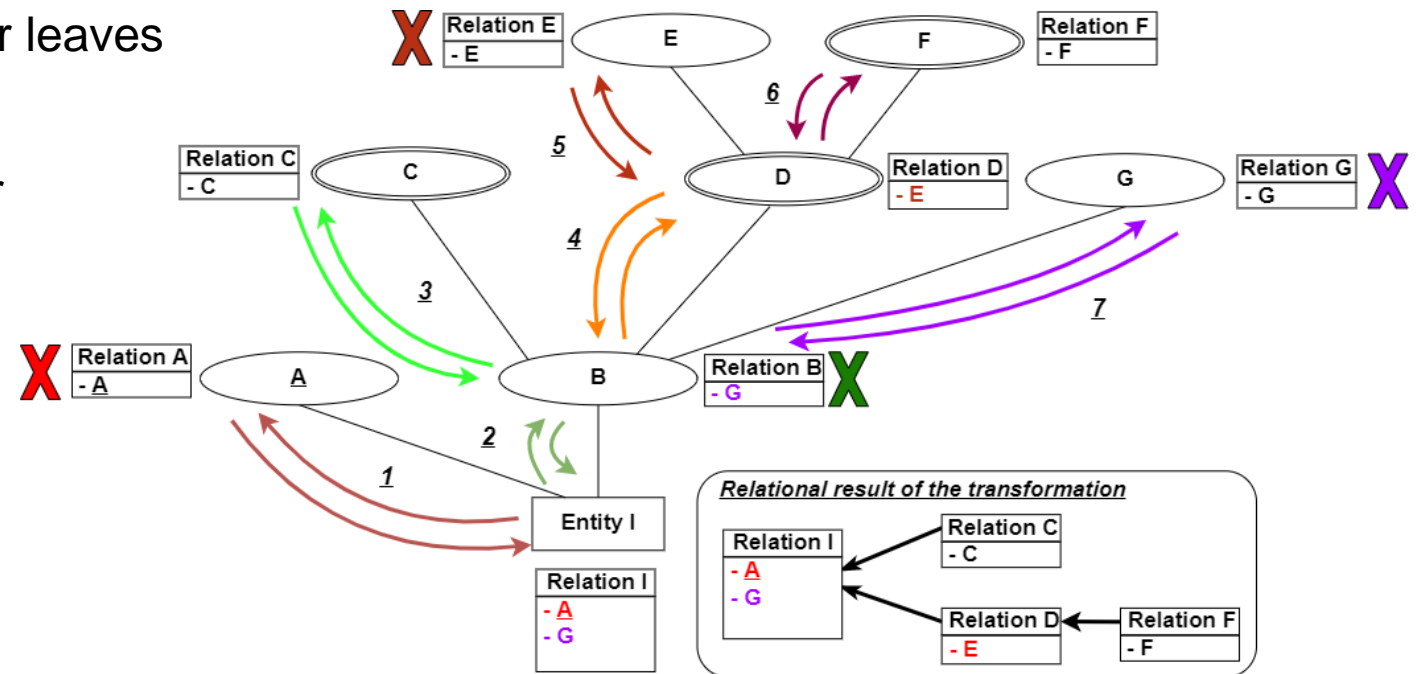 r leaves
Relation E
- E
E
F
Relation F
- F
6
5
Relation C
- C
C
D
Relation D
- E
G
Relation G
- G
4
3
7
Relation A
- A
A
B
Relation B
- G
2
1
Entity I
Relation I
- A
- G
Relational result of the transformation
Relation I
- A
- G
Relation C
- C
Relation D
- E
Relation F
- F